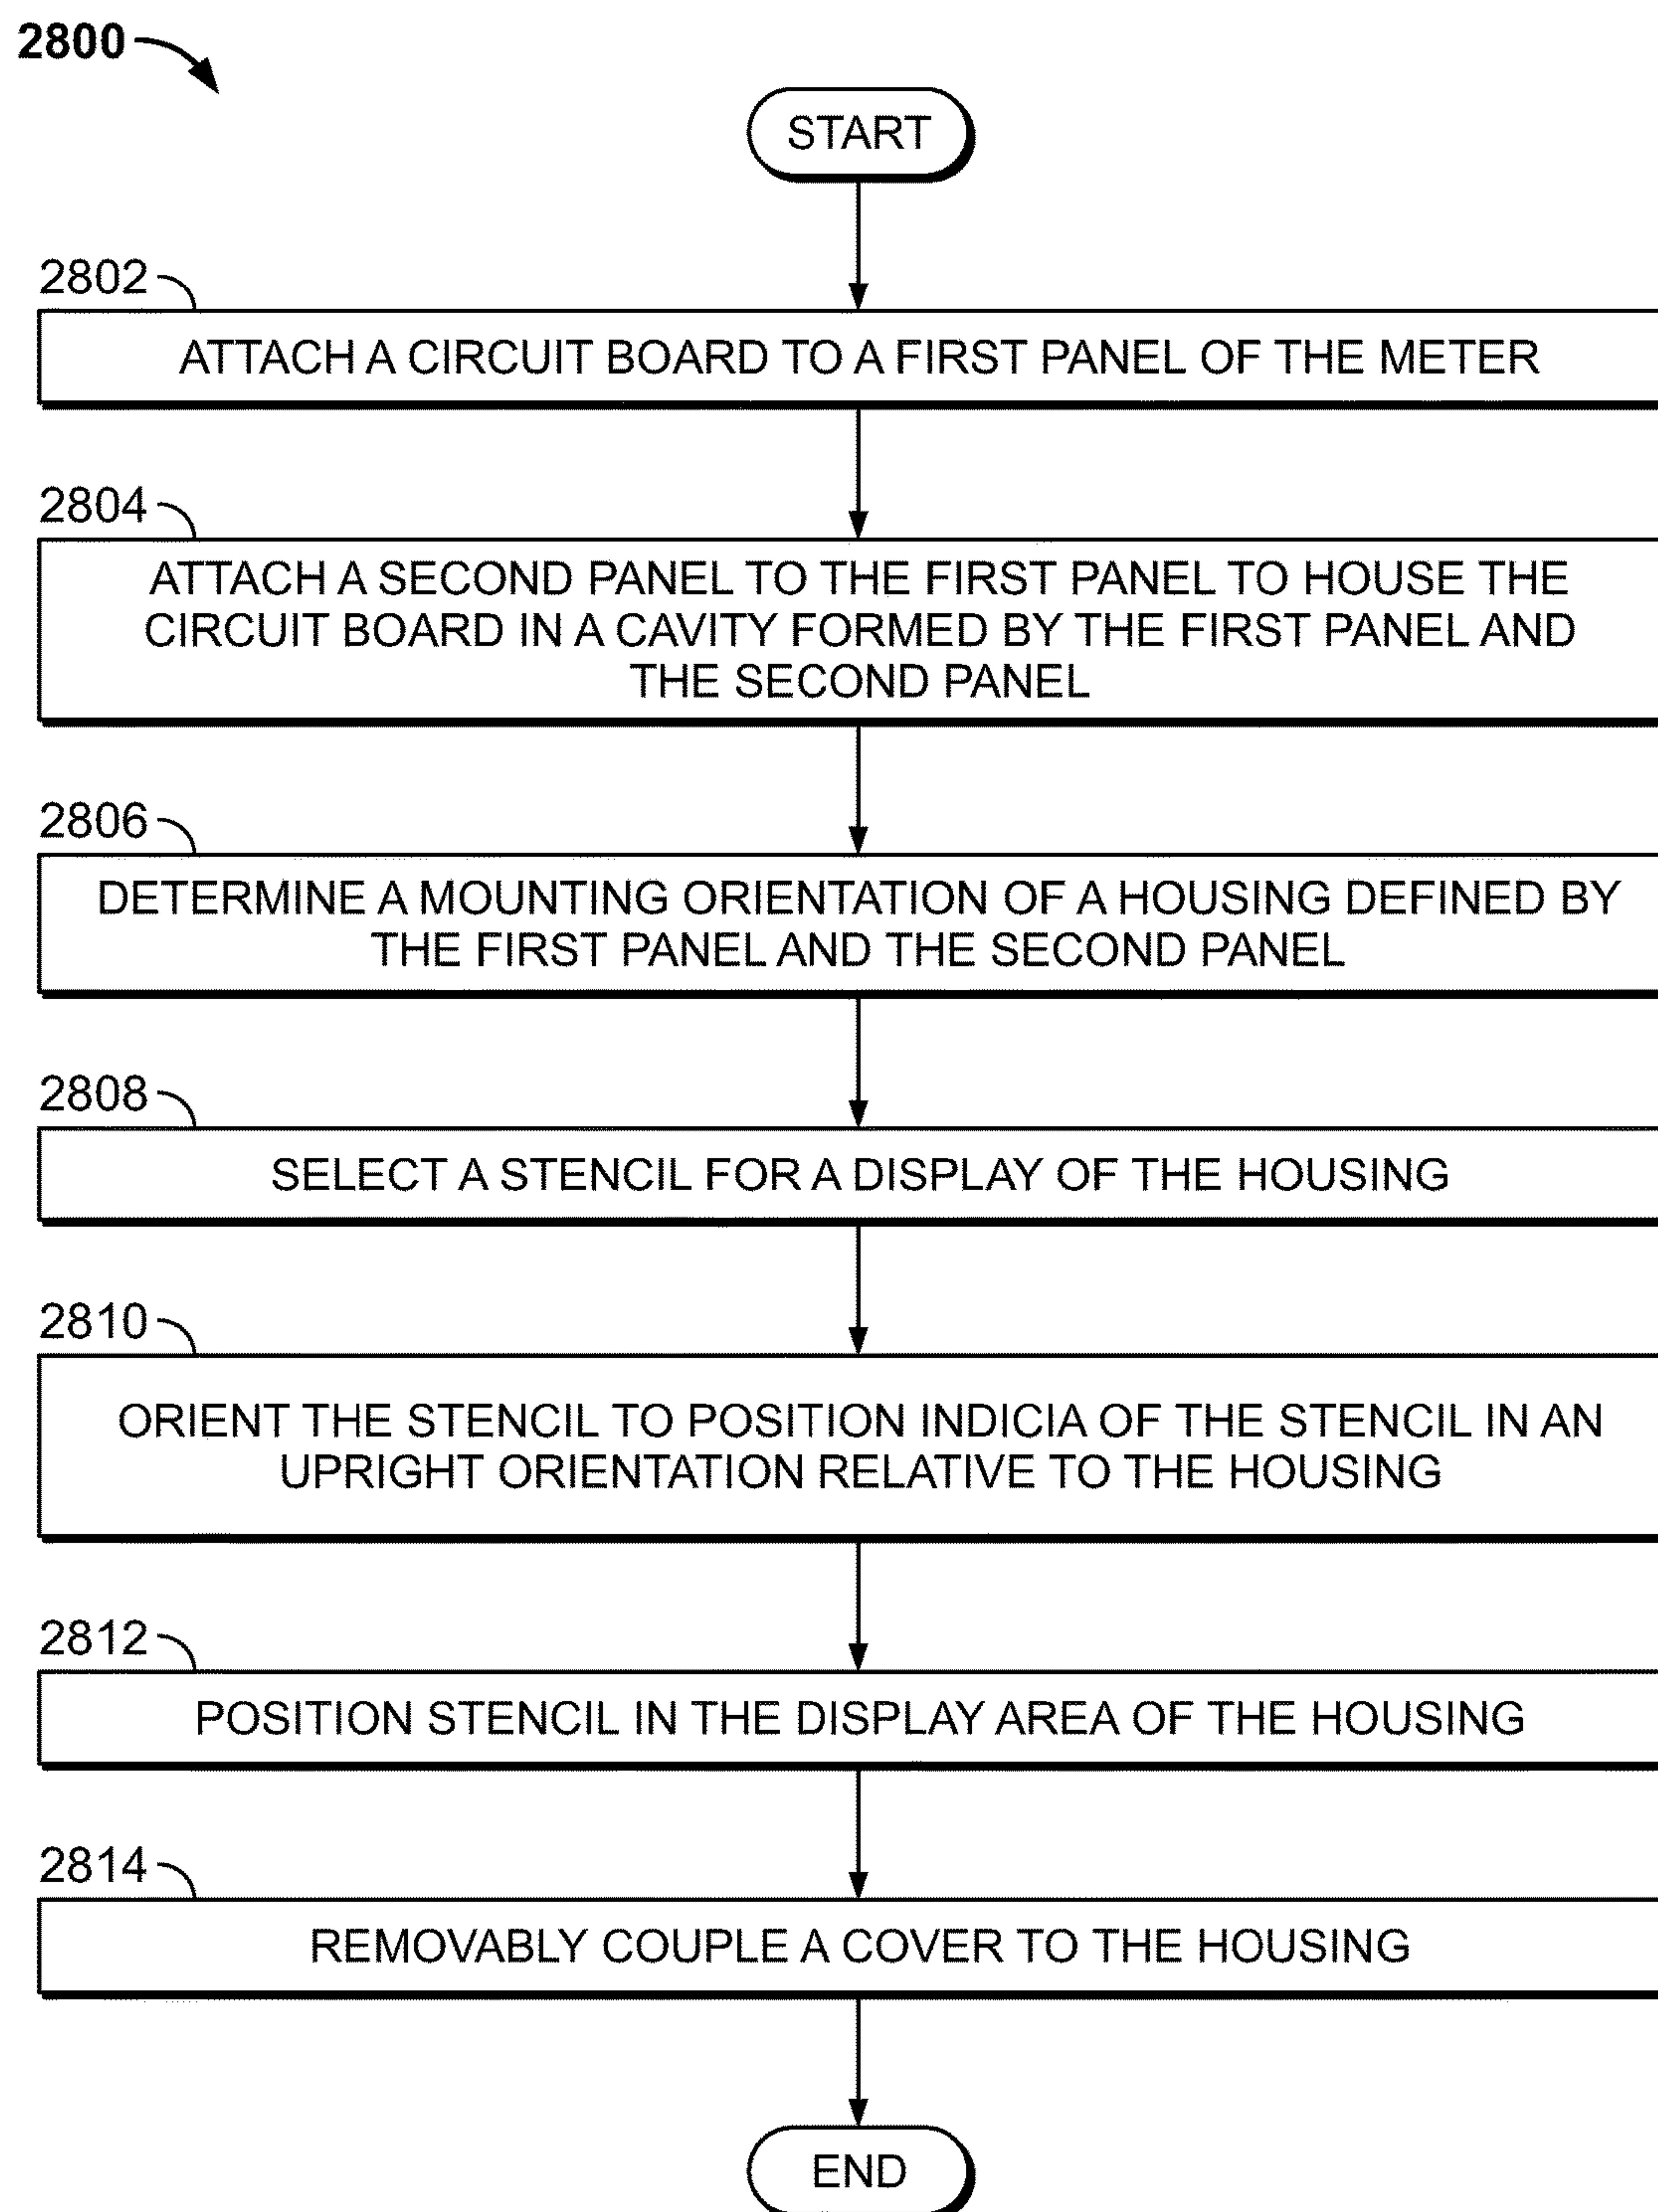 2800
START
2802
ATTACH A CIRCUIT BOARD TO A FIRST PANEL OF THE METER
2804
ATTACH A SECOND PANEL TO THE FIRST PANEL TO HOUSE THE
CIRCUIT BOARD IN A CAVITY FORMED BY THE FIRST PANEL AND
THE SECOND PANEL
2806
DETERMINE A MOUNTING ORIENTATION OF A HOUSING DEFINED BY
THE FIRST PANEL AND THE SECOND PANEL
2808
SELECT A STENCIL FOR A DISPLAY OF THE HOUSING
2810
ORIENT THE STENCIL TO POSITION INDICIA OF THE STENCIL IN AN
UPRIGHT ORIENTATION RELATIVE TO THE HOUSING
2812
POSITION STENCIL IN THE DISPLAY AREA OF THE HOUSING
2814
REMOVABLY COUPLE A COVER TO THE HOUSING
END